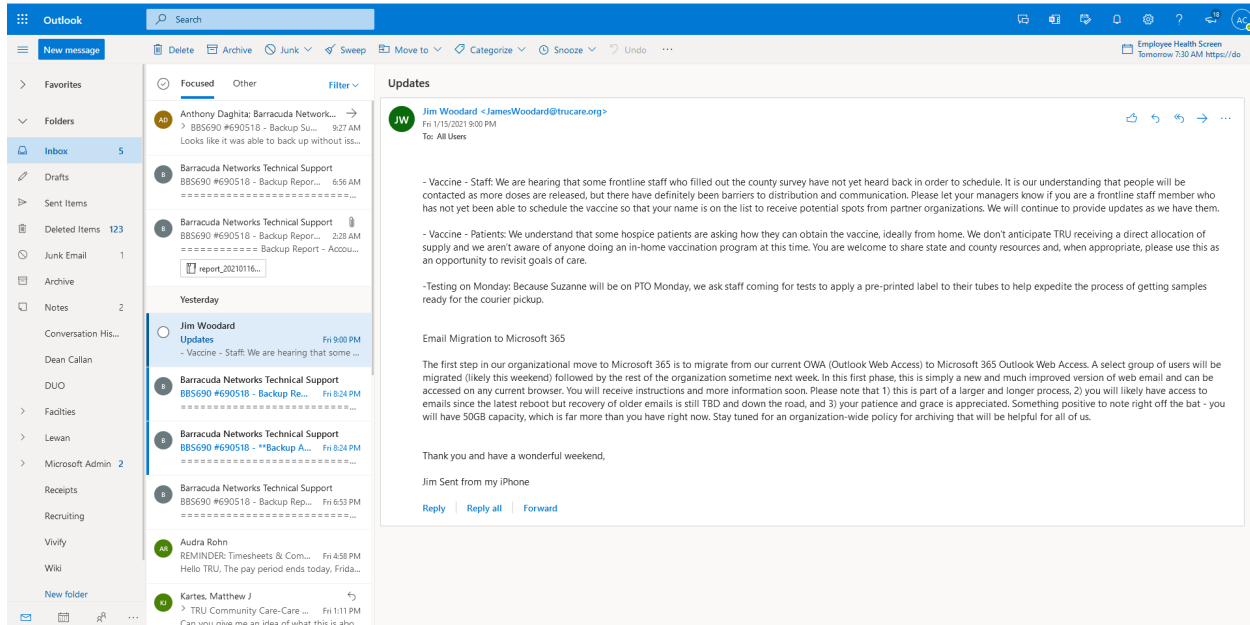 Outlook
Search
18
AC
New message
Delete Archive Junk Sweep Move to Categorize Snooze Undo ...
Employee Health Screen
Tomorrow 7:30 AM https://do
Favorites
Folders
Inbox 5
Drafts
Sent Items
Deleted Items 123
Junk Email 1
Archive
Notes 2
Conversation His...
Dean Callan
DUO
Facilties
Lewan
Microsoft Admin 2
Receipts
Recruiting
Vivify
Wiki
New folder
Focused Other Filter
AD
Anthony Daghita; Barracuda Network...
> BBS690 #690518 - Backup Su... 9:27 AM
Looks like it was able to back up without iss...
B
Barracuda Networks Technical Support
BBS690 #690518 - Backup Repor... 6:56 AM
===========================...
B
Barracuda Networks Technical Support
BBS690 #690518 - Backup Repor... 2:28 AM
============ Backup Report - Accou...
report_20210116...
Yesterday
Jim Woodard
Updates Fri 9:00 PM
- Vaccine - Staff: We are hearing that some ...
B
Barracuda Networks Technical Support
BBS690 #690518 - Backup Re... Fri 8:24 PM
===========================...
B
Barracuda Networks Technical Support
BBS690 #690518 - **Backup A... Fri 8:24 PM
===========================...
B
Barracuda Networks Technical Support
BBS690 #690518 - Backup Rep... Fri 6:53 PM
===========================...
AR
Audra Rohn
REMINDER: Timesheets & Com... Fri 4:58 PM
Hello TRU, The pay period ends today, Frida...
KJ
Kartes, Matthew J
> TRU Community Care-Care ... Fri 1:11 PM
Can you give me an idea of what this is abo...
Updates
JW
Jim Woodard <JamesWoodard@trucare.org>
Fri 1/15/2021 9:00 PM
To: All Users
- Vaccine - Staff: We are hearing that some frontline staff who filled out the county survey have not yet heard back in order to schedule. It is our understanding that people will be
contacted as more doses are released, but there have definitely been barriers to distribution and communication. Please let your managers know if you are a frontline staff member who
has not yet been able to schedule the vaccine so that your name is on the list to receive potential spots from partner organizations. We will continue to provide updates as we have them.
- Vaccine - Patients: We understand that some hospice patients are asking how they can obtain the vaccine, ideally from home. We don't anticipate TRU receiving a direct allocation of
supply and we aren't aware of anyone doing an in-home vaccination program at this time. You are welcome to share state and county resources and, when appropriate, please use this as
an opportunity to revisit goals of care.
-Testing on Monday: Because Suzanne will be on PTO Monday, we ask staff coming for tests to apply a pre-printed label to their tubes to help expedite the process of getting samples
ready for the courier pickup.
Email Migration to Microsoft 365
The first step in our organizational move to Microsoft 365 is to migrate from our current OWA (Outlook Web Access) to Microsoft 365 Outlook Web Access. A select group of users will be
migrated (likely this weekend) followed by the rest of the organization sometime next week. In this first phase, this is simply a new and much improved version of web email and can be
accessed on any current browser. You will receive instructions and more information soon. Please note that 1) this is part of a larger and longer process, 2) you will likely have access to
emails since the latest reboot but recovery of older emails is still TBD and down the road, and 3) your patience and grace is appreciated. Something positive to note right off the bat - you
will have 50GB capacity, which is far more than you have right now. Stay tuned for an organization-wide policy for archiving that will be helpful for all of us.
Thank you and have a wonderful weekend,
Jim Sent from my iPhone
Reply Reply all Forward